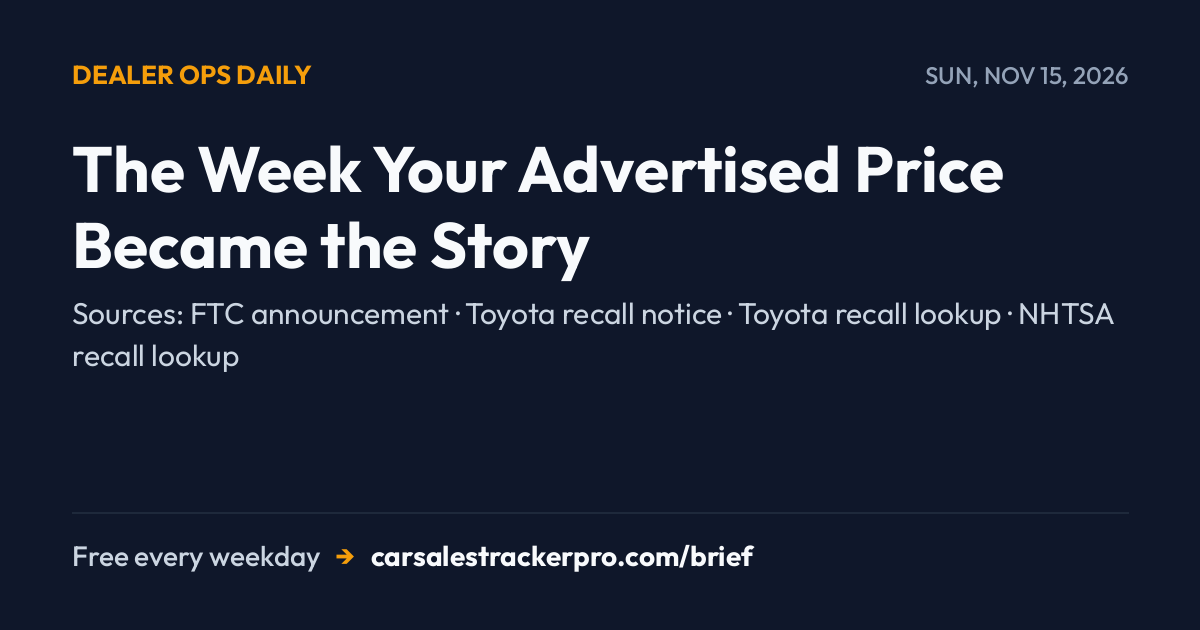 DEALER OPS DAILY
SUN, NOV 15, 2026
The Week Your Advertised Price
Became the Story
Sources: FTC announcement · Toyota recall notice · Toyota recall lookup · NHTSA
recall lookup
Free every weekday → carsalestrackerpro.com/brief